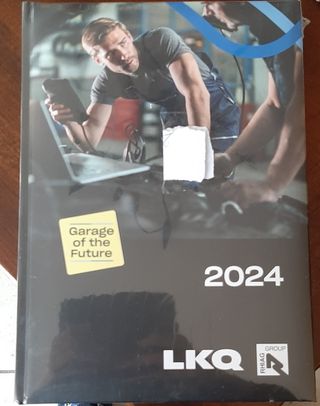 Garage
of the
Future
2024
LKQ
RHIAG
GROUP